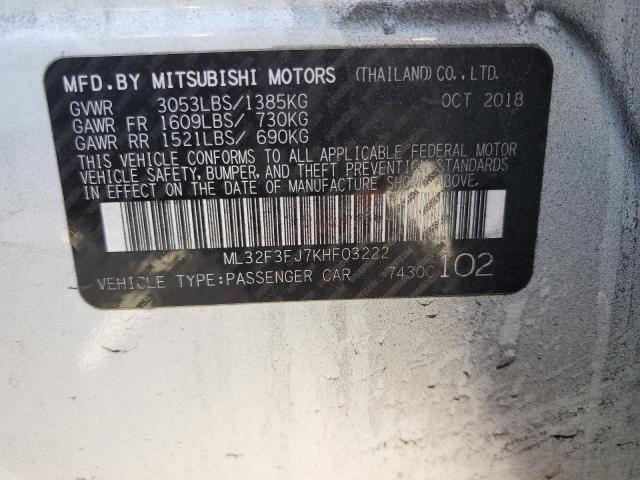 MFD.BY MITSUBISHI MOTORS (THAILAND) CO., LTD.
GVWR 3053LBS/1385KG OCT 2018
GAWR FR 1609LBS/ 730KG
GAWR RR 1521LBS/ 690KG
THIS VEHICLE CONFORMS TO ALL APPLICABLE FEDERAL MOTOR
VEHICLE SAFETY, BUMPER, AND THEFT PREVENTION STANDARDS
IN EFFECT ON THE DATE OF MANUFACTURE SHOWN ABOVE.
ML32F3FJ7KHF03222
VEHICLE TYPE:PASSENGER CAR 7430C 102